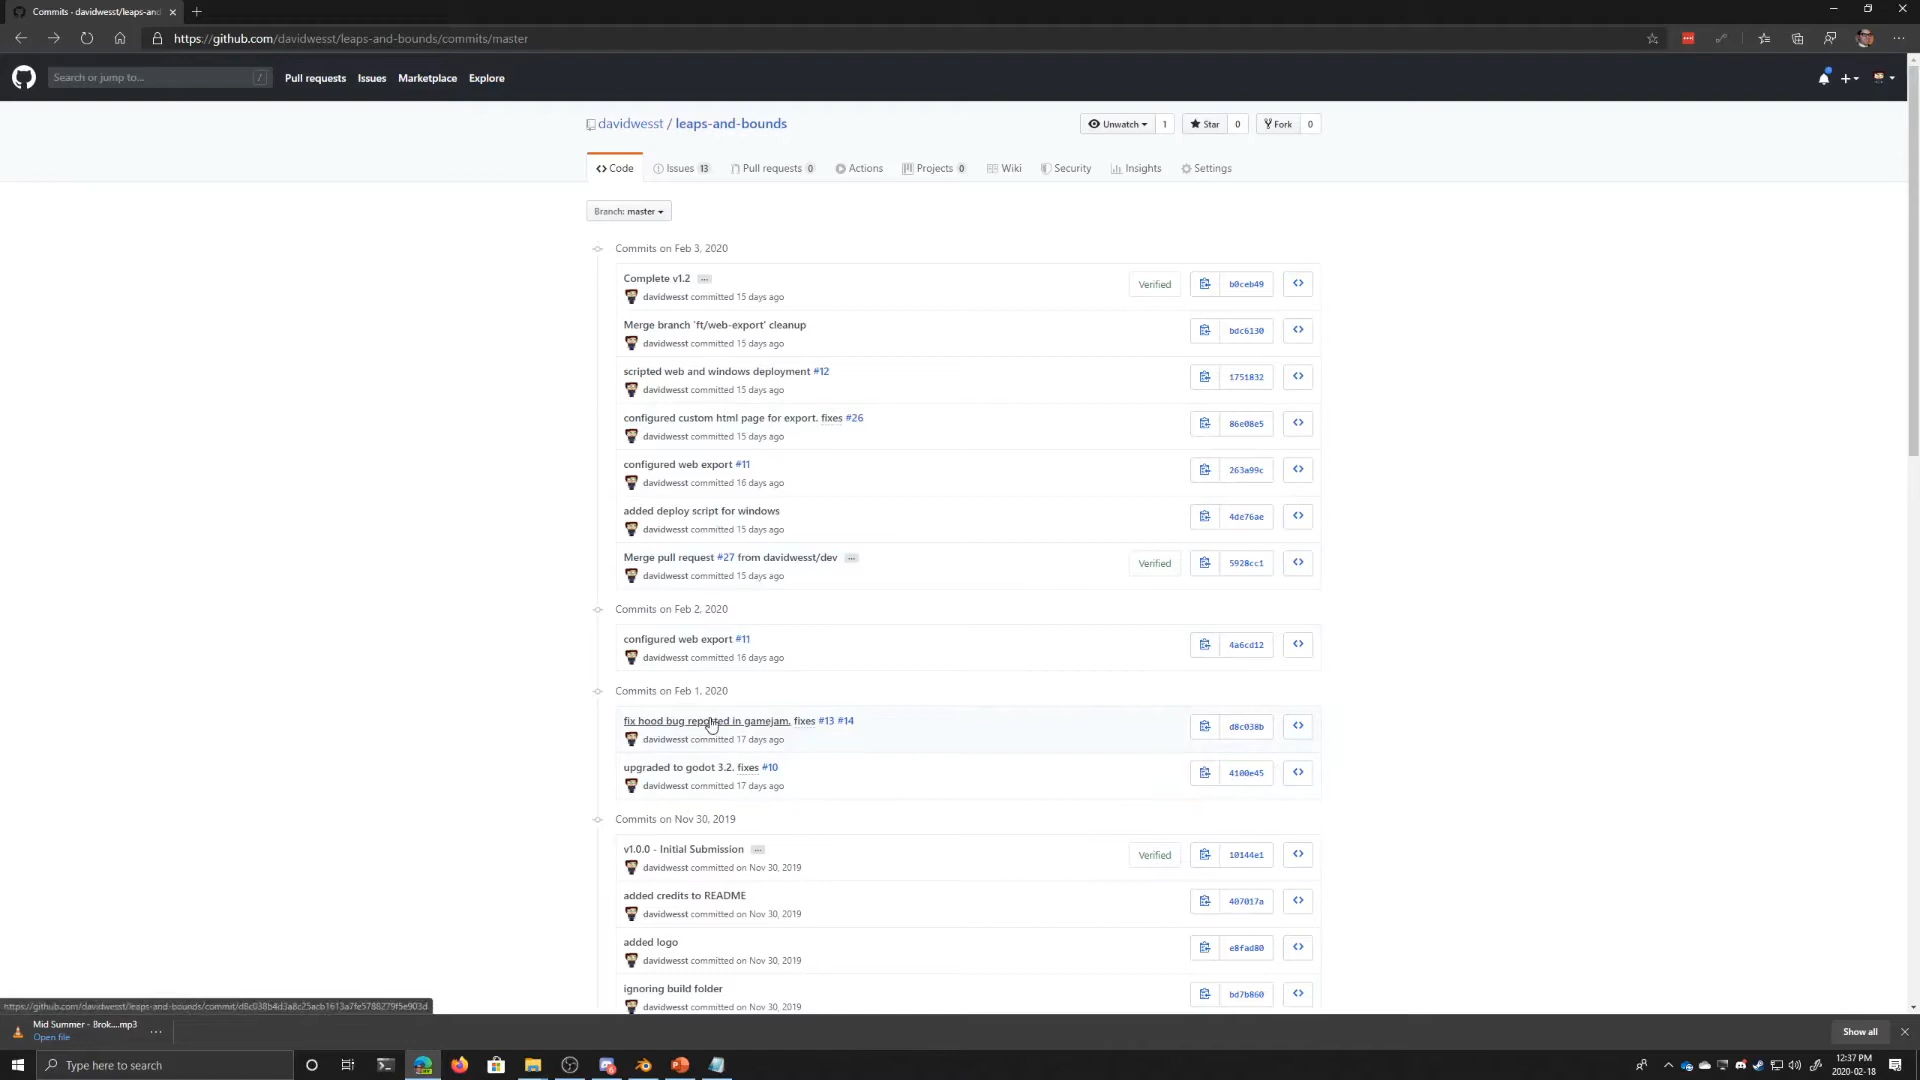 Commits - davidwesst/leaps-and
https://github.com/davidwesst/leaps-and-bounds/commits/master
Search or jump to...
/
Pull requests
Issues
Marketplace
Explore
davidwesst / leaps-and-bounds
Unwatch 1
Star 0
Fork 0
Code
Issues 13
Pull requests 0
Actions
Projects 0
Wiki
Security
Insights
Settings
Branch: master
Commits on Feb 3, 2020
Complete v1.2 ...
davidwesst committed 15 days ago
Verified
b0ceb49
Merge branch 'ft/web-export' cleanup
davidwesst committed 15 days ago
bdc6130
scripted web and windows deployment #12
davidwesst committed 15 days ago
1751832
configured custom html page for export. fixes #26
davidwesst committed 15 days ago
86e08e5
configured web export #11
davidwesst committed 16 days ago
263a99c
added deploy script for windows
davidwesst committed 15 days ago
4de76ae
Merge pull request #27 from davidwesst/dev ...
davidwesst committed 15 days ago
Verified
5928cc1
Commits on Feb 2, 2020
configured web export #11
davidwesst committed 16 days ago
4a6cd12
Commits on Feb 1, 2020
fix hood bug reported in gamejam. fixes #13 #14
davidwesst committed 17 days ago
d8c038b
upgraded to godot 3.2. fixes #10
davidwesst committed 17 days ago
4100e45
Commits on Nov 30, 2019
v1.0.0 - Initial Submission ...
davidwesst committed on Nov 30, 2019
Verified
10144e1
added credits to README
davidwesst committed on Nov 30, 2019
407017a
added logo
davidwesst committed on Nov 30, 2019
e8fad80
ignoring build folder
davidwesst committed on Nov 30, 2019
bd7b860
https://github.com/davidwesst/leaps-and-bounds/commit/d8c038b4d3a8c25acb1613a7fe5788279f5e903d
Mid Summer - Brok....mp3
Open file
Show all
Type here to search
12:37 PM
2020-02-18